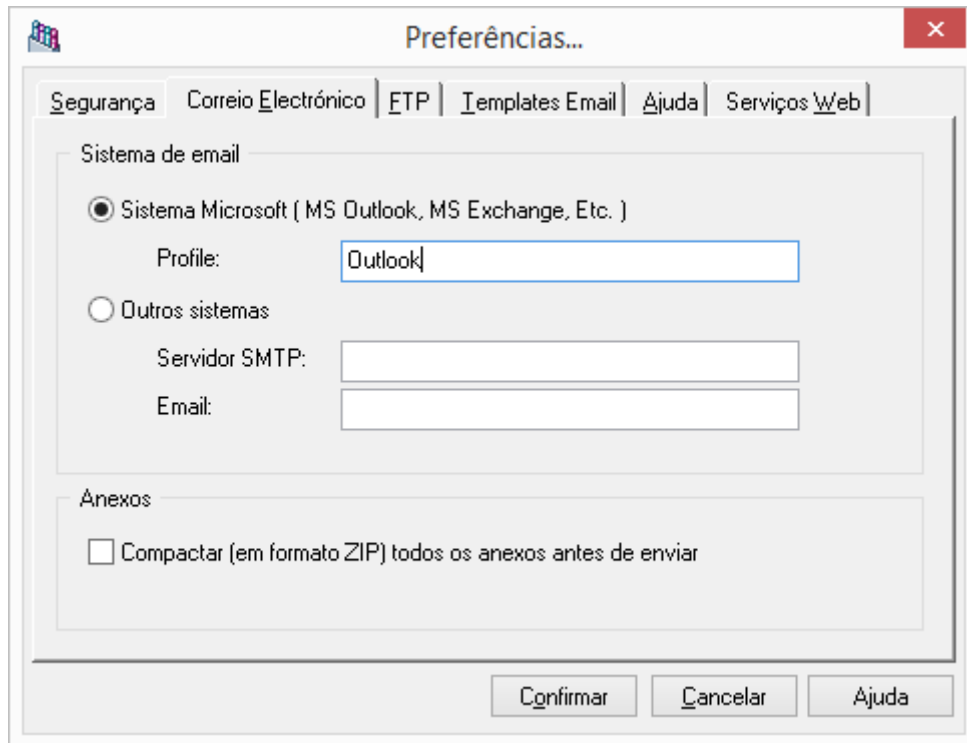 Preferências...
Segurança Correio Electrónico FTP Templates Email Ajuda Serviços Web
Sistema de email
Sistema Microsoft ( MS Outlook, MS Exchange, Etc. )
Profile: Outlook
Outros sistemas
Servidor SMTP:
Email:
Anexos
Compactar (em formato ZIP) todos os anexos antes de enviar
Confirmar Cancelar Ajuda